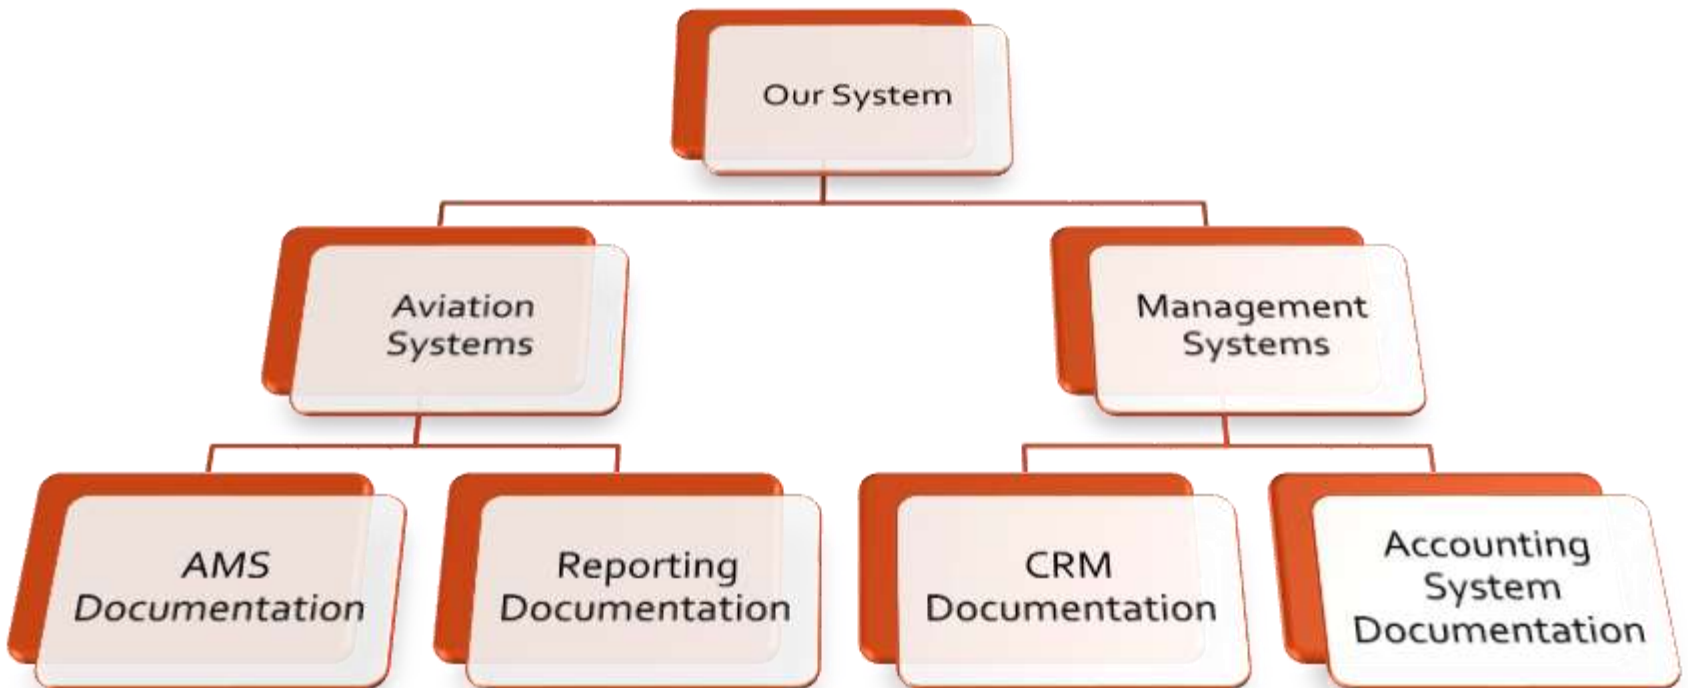 Our System
Aviation
Systems
Management
Systems
AMS
Documentation
Reporting
Documentation
CRM
Documentation
Accounting
System
Documentation